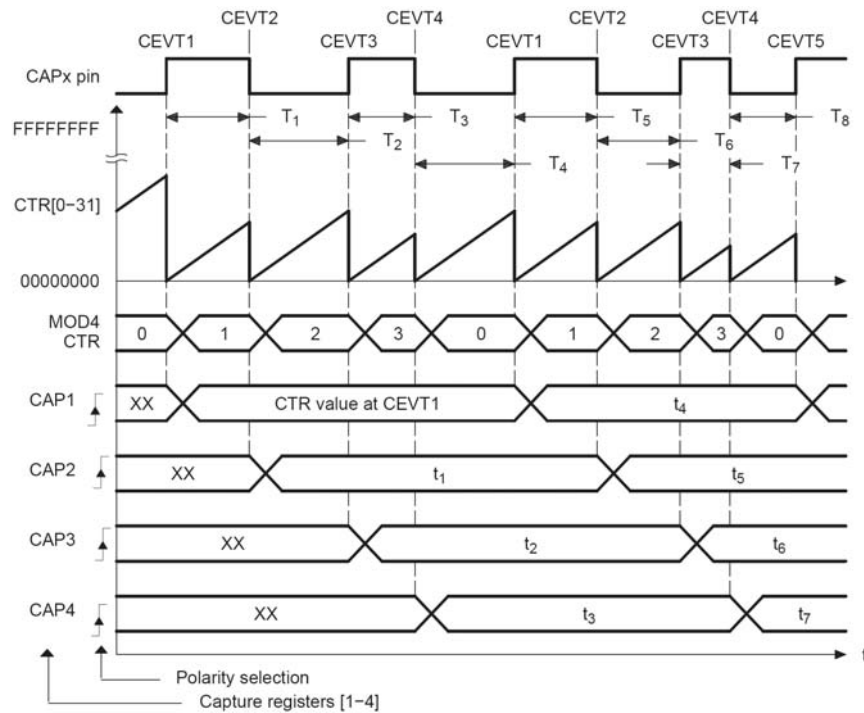 CEVT2 CEVT4 CEVT2 CEVT4
CEVT1 CEVT3 CEVT1 CEVT3 CEVT5
CAPx pin
FFFFFFFF
T1 T3 T5 T8
T2 T6
T4 T7
CTR[0−31]
00000000
MOD4
CTR
0 1 2 3 0 1 2 3 0
CAP1
XX CTR value at CEVT1 t4
CAP2
XX t1 t5
CAP3
XX t2 t6
CAP4
XX t3 t7
t
Polarity selection
Capture registers [1−4]